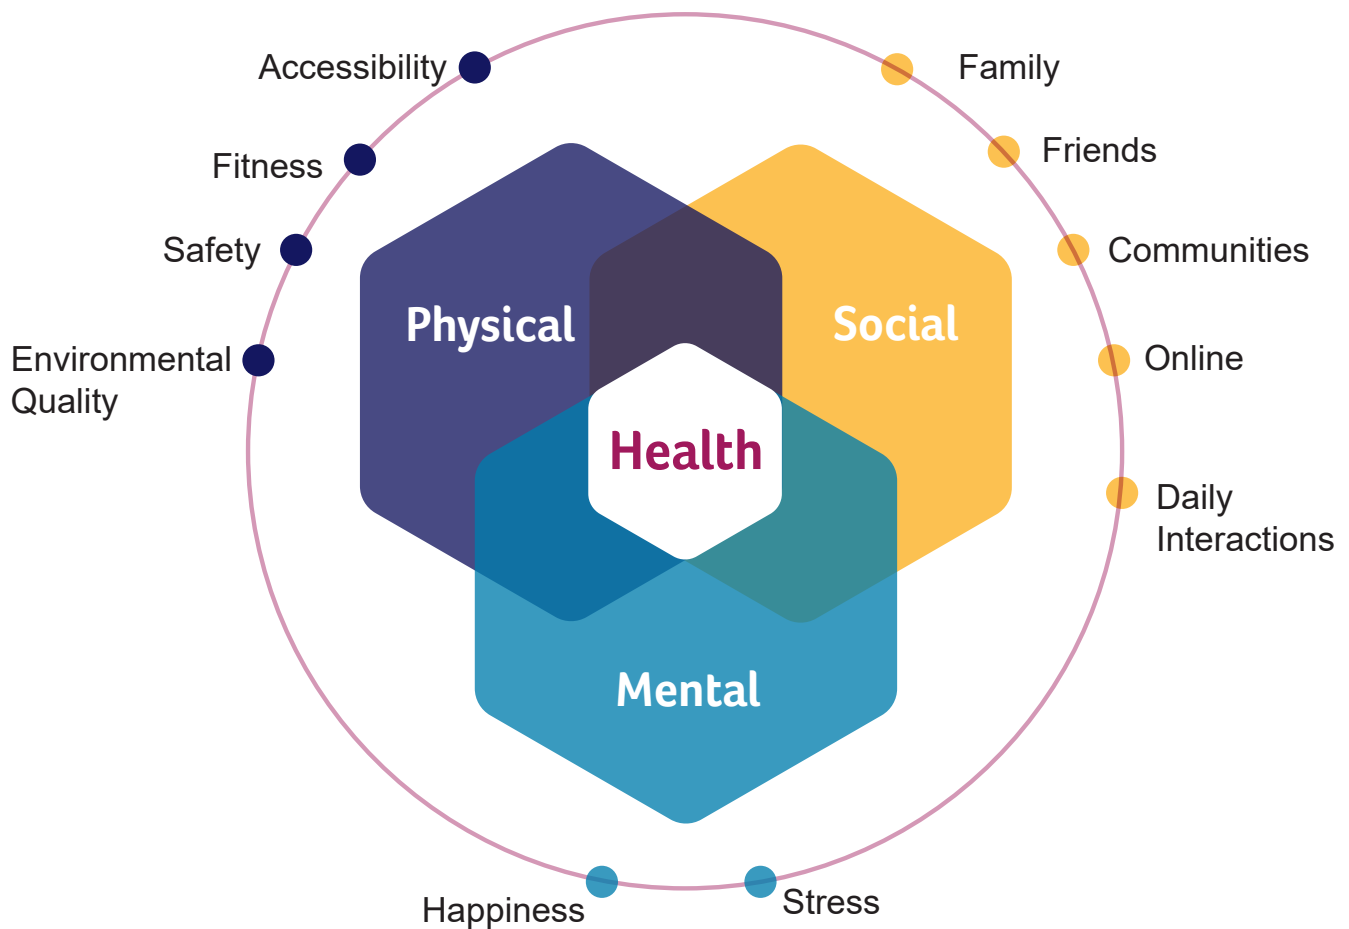 Accessibility
Family
Fitness
Friends
Safety
Communities
Physical
Social
Environmental
Quality
Online
Health
Daily
Interactions
Mental
Happiness
Stress